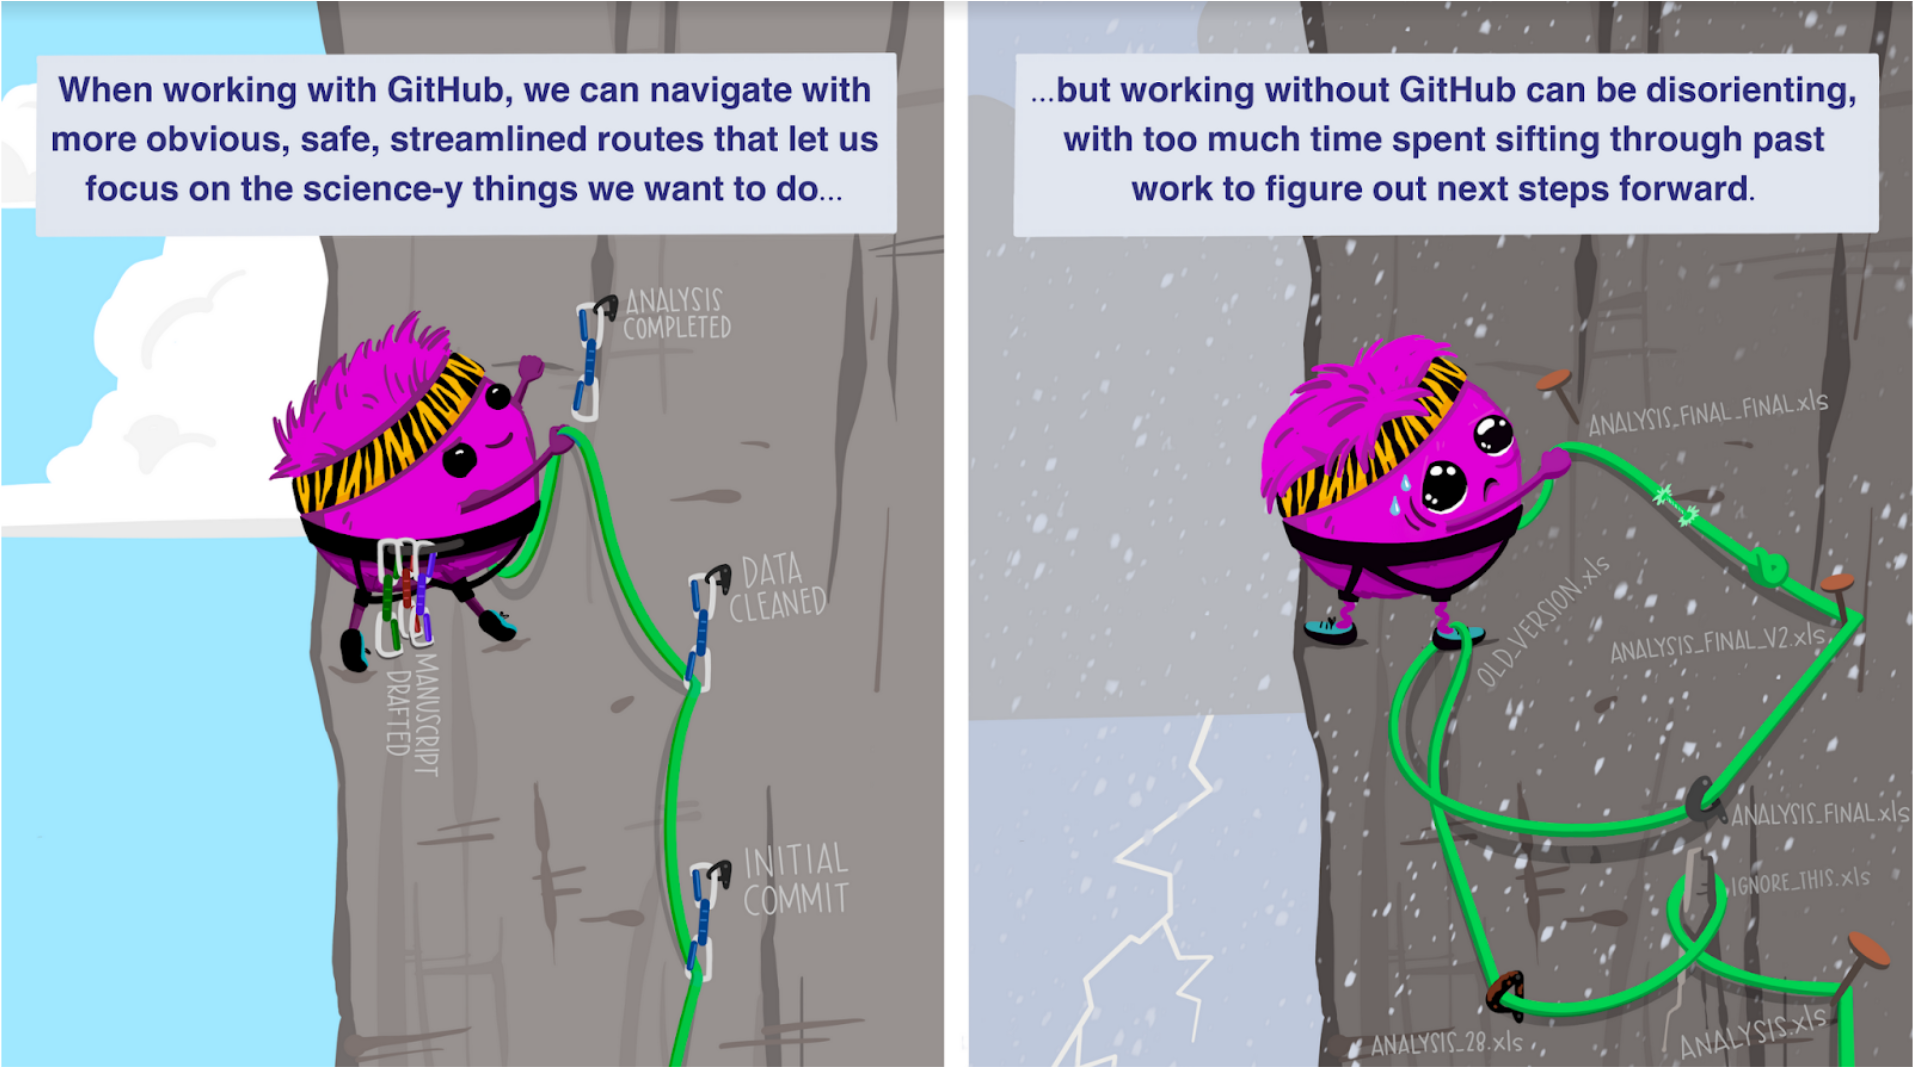 When working with GitHub, we can navigate with
more obvious, safe, streamlined routes that let us
focus on the science-y things we want to do...
ANALYSIS
COMPLETED
DATA
CLEANED
MANUSCRIPT
DRAFTED
INITIAL
COMMIT
...but working without GitHub can be disorienting,
with too much time spent sifting through past
work to figure out next steps forward.
ANALYSIS_FINAL_FINAL.xls
OLD_VERSION.xls
ANALYSIS_FINAL_V2.xls
ANALYSIS_FINAL.xls
IGNORE_THIS.xls
ANALYSIS_28.xls
ANALYSIS.xls